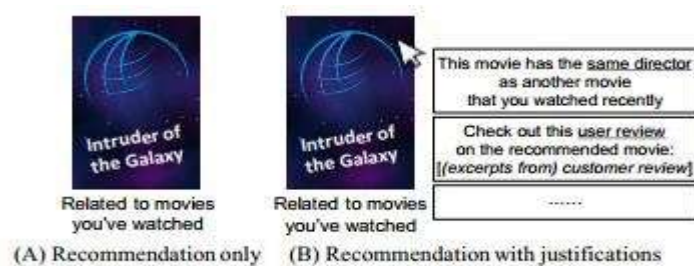 Intruder of
the Galaxy
Related to movies
you've watched
(A) Recommendation only
Intruder of
the Galaxy
Related to movies
you've watched
This movie has the same director
as another movie
that you watched recently
Check out this user review
on the recommended movie:
[(excerpts from) customer review]
......
(B) Recommendation with justifications